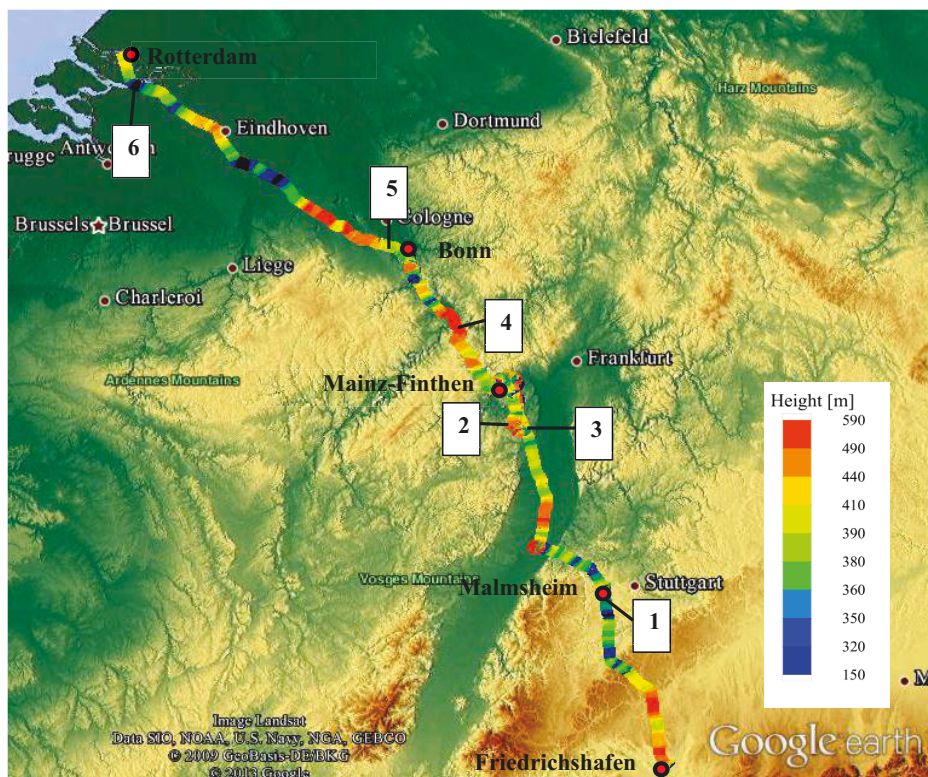 Bielefeld
Rotterdam
Harz Mountains
Dortmund
Eindhoven
6
Brugge
5
Cologne
Brussels Brussel
Bonn
Liege
Charleroi
4
Frankfurt
Ardennes Mountains
Mainz-Finthen
Height [m]
2
3
590
490
440
410
390
380
360
350
320
150
Vosges Mountains
Malmsheim
Stuttgart
1
M
Image Landsat
Data SIO, NOAA, U.S. Navy, NGA, GEBCO
© 2009 GeoBasis-DE/BKG
© 2013 Google
Google earth
Friedrichshafen